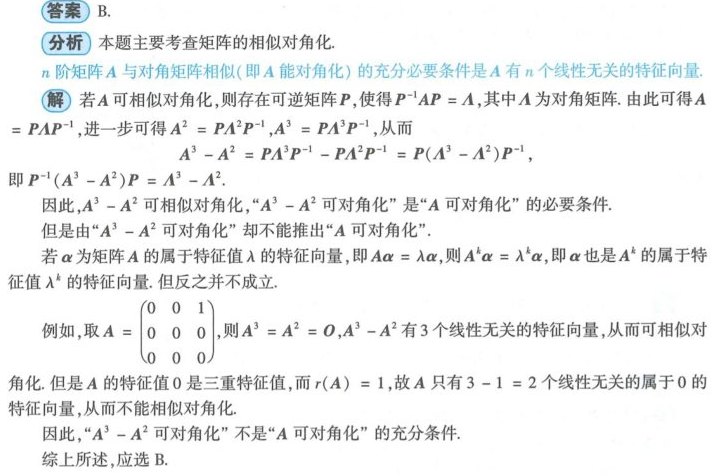 答案 B.
分析 本题主要考查矩阵的相似对角化.
n 阶矩阵 A 与对角矩阵相似(即 A 能对角化)的充分必要条件是 A 有 n 个线性无关的特征向量.
解 若 A 可相似对角化,则存在可逆矩阵 P,使得 P⁻¹AP = Λ,其中 Λ 为对角矩阵. 由此可得 A
= PΛP⁻¹,进一步可得 A² = PΛ²P⁻¹,A³ = PΛ³P⁻¹,从而
A³ − A² = PΛ³P⁻¹ − PΛ²P⁻¹ = P(Λ³ − Λ²)P⁻¹,
即 P⁻¹(A³ − A²)P = Λ³ − Λ².
因此,A³ − A² 可相似对角化,“A³ − A² 可对角化”是“A 可对角化”的必要条件.
但是由“A³ − A² 可对角化”却不能推出“A 可对角化”.
若 α 为矩阵 A 的属于特征值 λ 的特征向量,即 Aα = λα,则 Aᵏα = λᵏα,即 α 也是 Aᵏ 的属于特
征值 λᵏ 的特征向量. 但反之并不成立.
例如,取 A = (0 0 1; 0 0 0; 0 0 0),则 A³ = A² = O,A³ − A² 有 3 个线性无关的特征向量,从而可相似对
角化. 但是 A 的特征值 0 是三重特征值,而 r(A) = 1,故 A 只有 3 − 1 = 2 个线性无关的属于 0 的
特征向量,从而不能相似对角化.
因此,“A³ − A² 可对角化”不是“A 可对角化”的充分条件.
综上所述,应选 B.